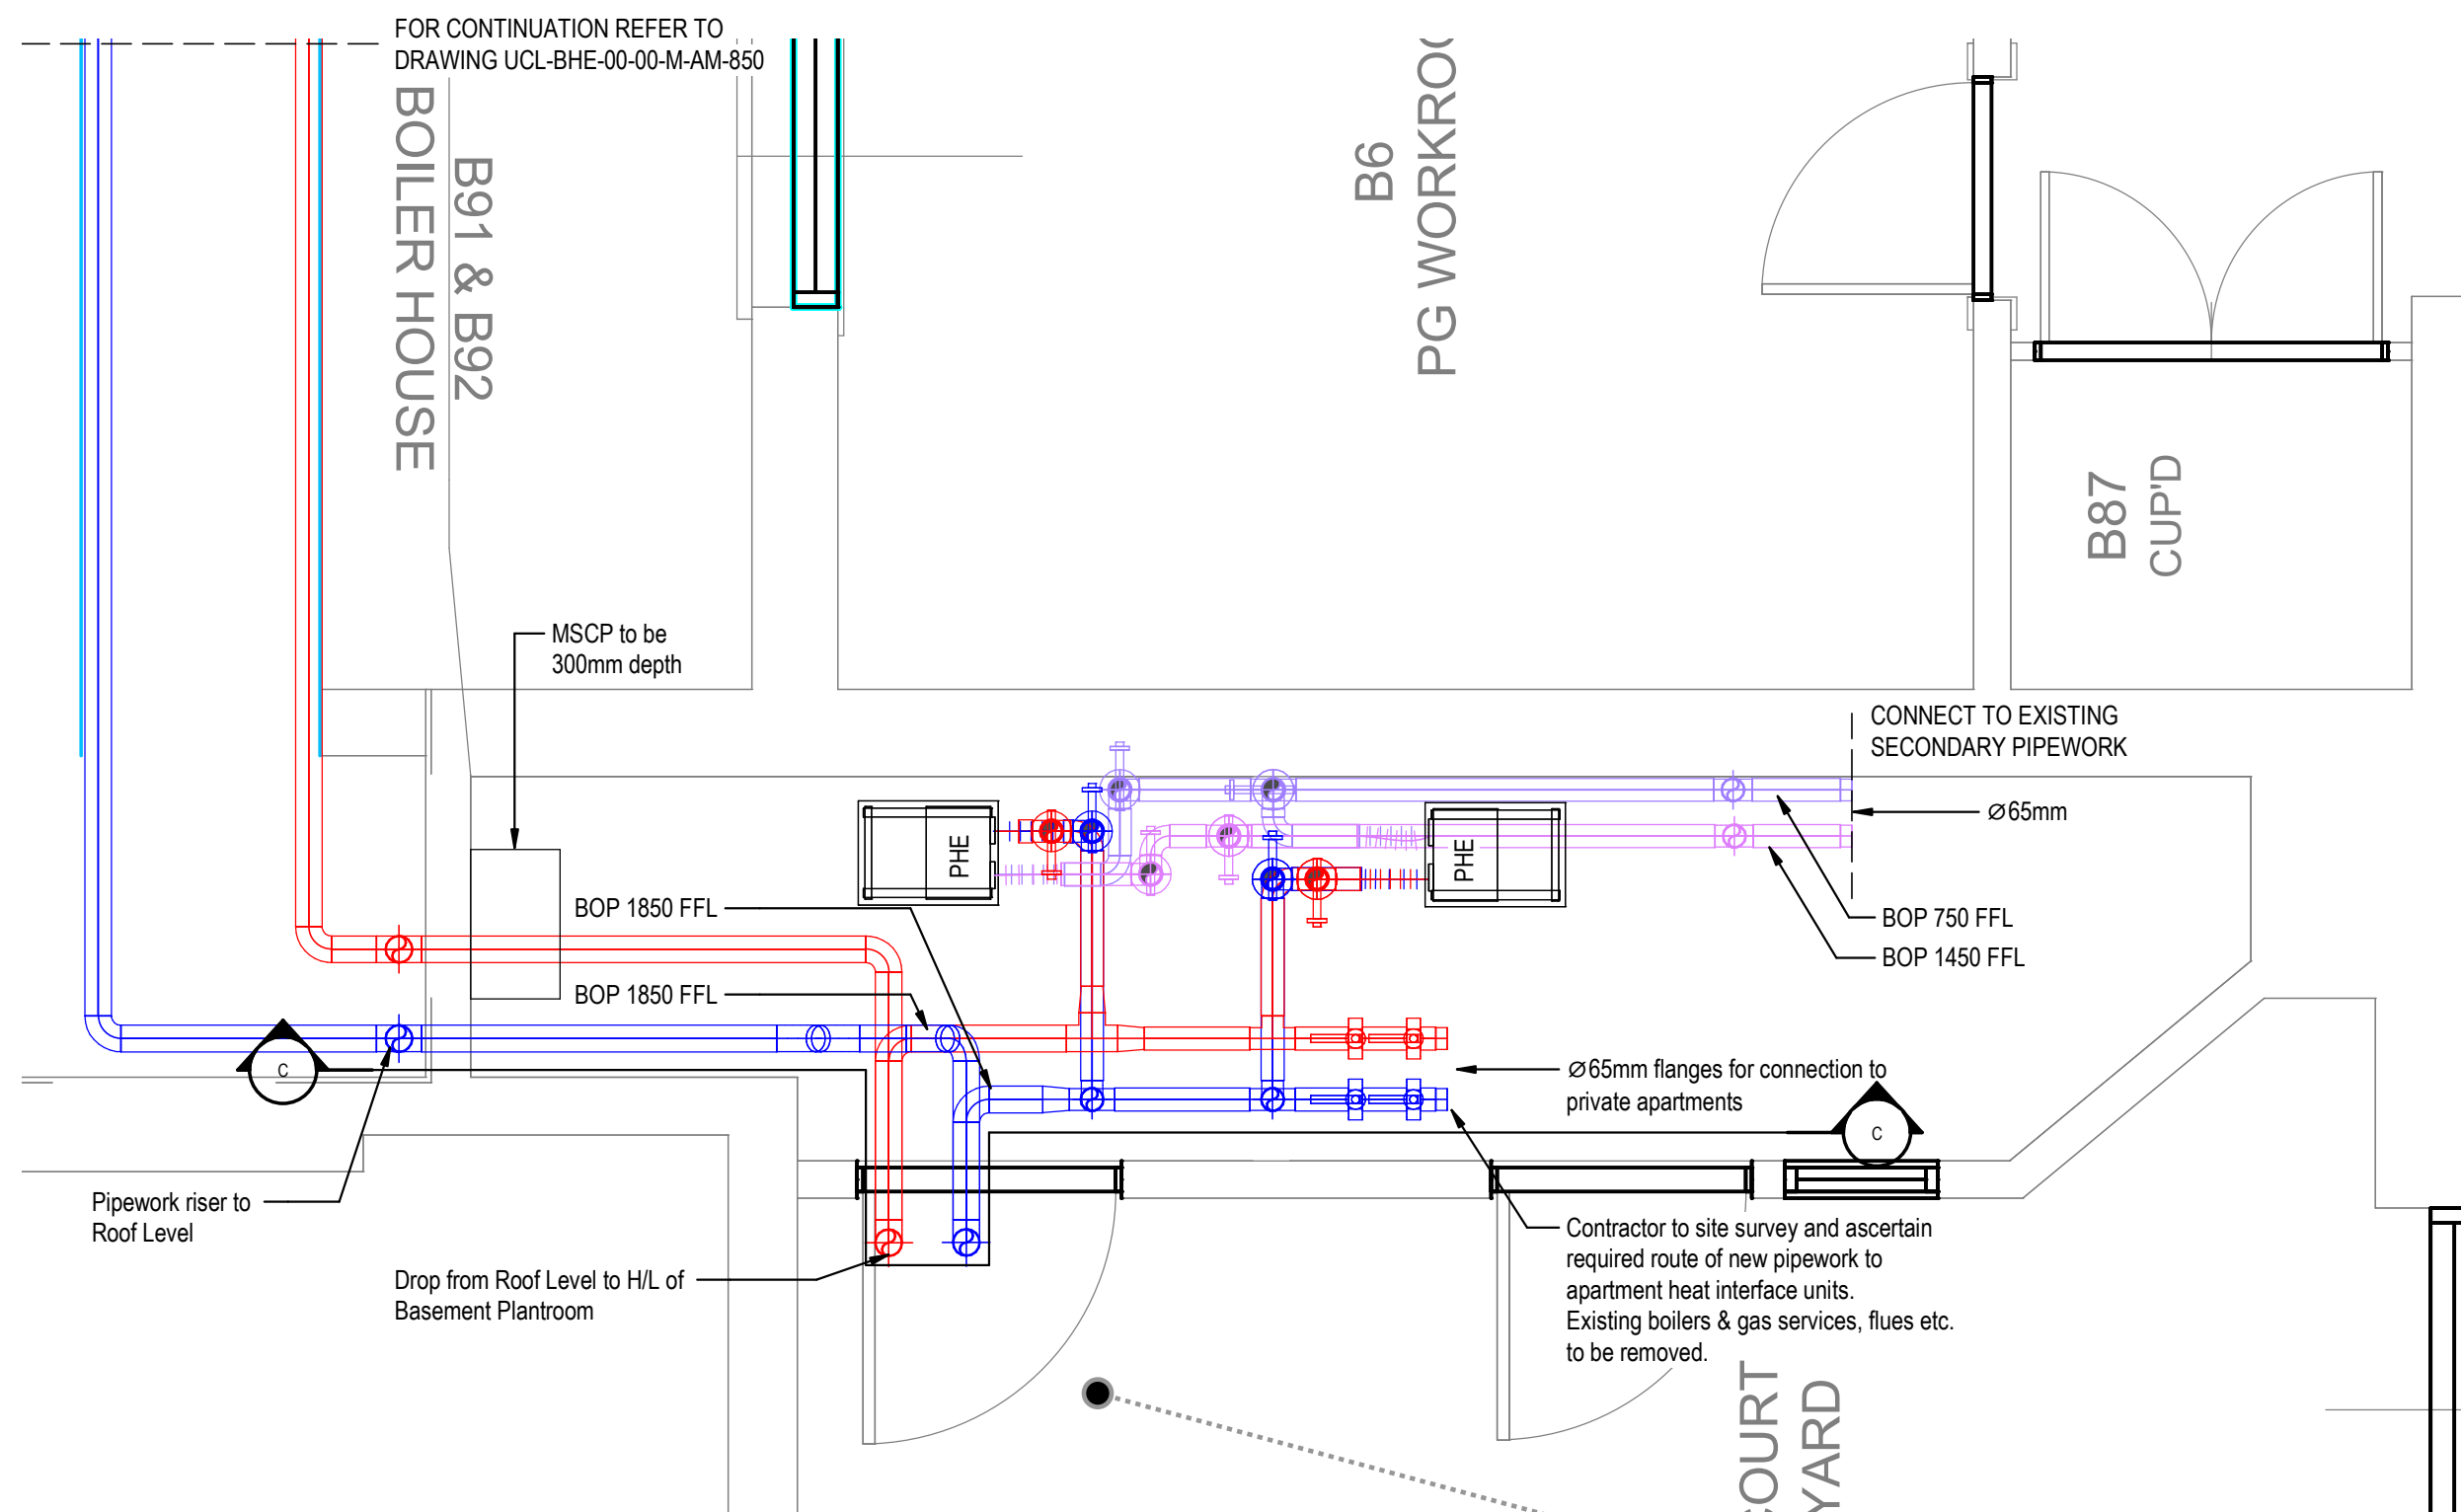 FOR CONTINUATION REFER TO
DRAWING UCL-BHE-00-00-M-AM-850
B91 & B92
BOILER HOUSE
B6
PG WORKROO
B87
CUP'D
MSCP to be
300mm depth
CONNECT TO EXISTING
SECONDARY PIPEWORK
Ø65mm
PHE
PHE
BOP 1850 FFL
BOP 750 FFL
BOP 1450 FFL
BOP 1850 FFL
C
Ø65mm flanges for connection to
private apartments
C
Pipework riser to
Roof Level
Drop from Roof Level to H/L of
Basement Plantroom
Contractor to site survey and ascertain
required route of new pipework to
apartment heat interface units.
Existing boilers & gas services, flues etc.
to be removed.
COURT
YARD